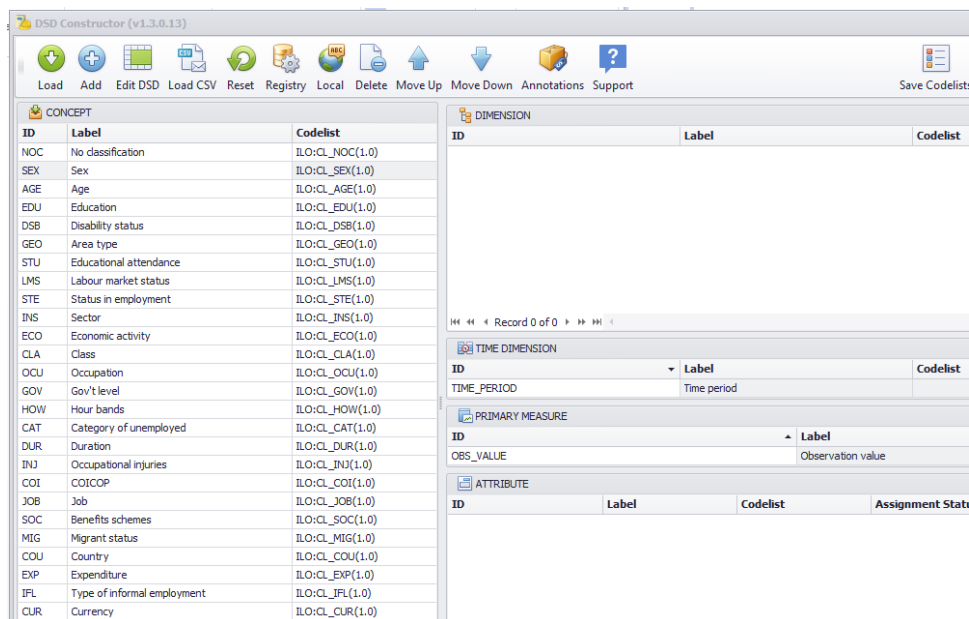 DSD Constructor (v1.3.0.13)
Load Add Edit DSD Load CSV Reset Registry Local Delete Move Up Move Down Annotations Support Save Codelists
CONCEPT
ID Label Codelist
NOC No classification ILO:CL_NOC(1.0)
SEX Sex ILO:CL_SEX(1.0)
AGE Age ILO:CL_AGE(1.0)
EDU Education ILO:CL_EDU(1.0)
DSB Disability status ILO:CL_DSB(1.0)
GEO Area type ILO:CL_GEO(1.0)
STU Educational attendance ILO:CL_STU(1.0)
LMS Labour market status ILO:CL_LMS(1.0)
STE Status in employment ILO:CL_STE(1.0)
INS Sector ILO:CL_INS(1.0)
ECO Economic activity ILO:CL_ECO(1.0)
CLA Class ILO:CL_CLA(1.0)
OCU Occupation ILO:CL_OCU(1.0)
GOV Gov't level ILO:CL_GOV(1.0)
HOW Hour bands ILO:CL_HOW(1.0)
CAT Category of unemployed ILO:CL_CAT(1.0)
DUR Duration ILO:CL_DUR(1.0)
INJ Occupational injuries ILO:CL_INJ(1.0)
COI COICOP ILO:CL_COI(1.0)
JOB Job ILO:CL_JOB(1.0)
SOC Benefits schemes ILO:CL_SOC(1.0)
MIG Migrant status ILO:CL_MIG(1.0)
COU Country ILO:CL_COU(1.0)
EXP Expenditure ILO:CL_EXP(1.0)
IFL Type of informal employment ILO:CL_IFL(1.0)
CUR Currency ILO:CL_CUR(1.0)
DIMENSION
ID Label Codelist
Record 0 of 0
TIME DIMENSION
ID Label Codelist
TIME_PERIOD Time period
PRIMARY MEASURE
ID Label
OBS_VALUE Observation value
ATTRIBUTE
ID Label Codelist Assignment Statu